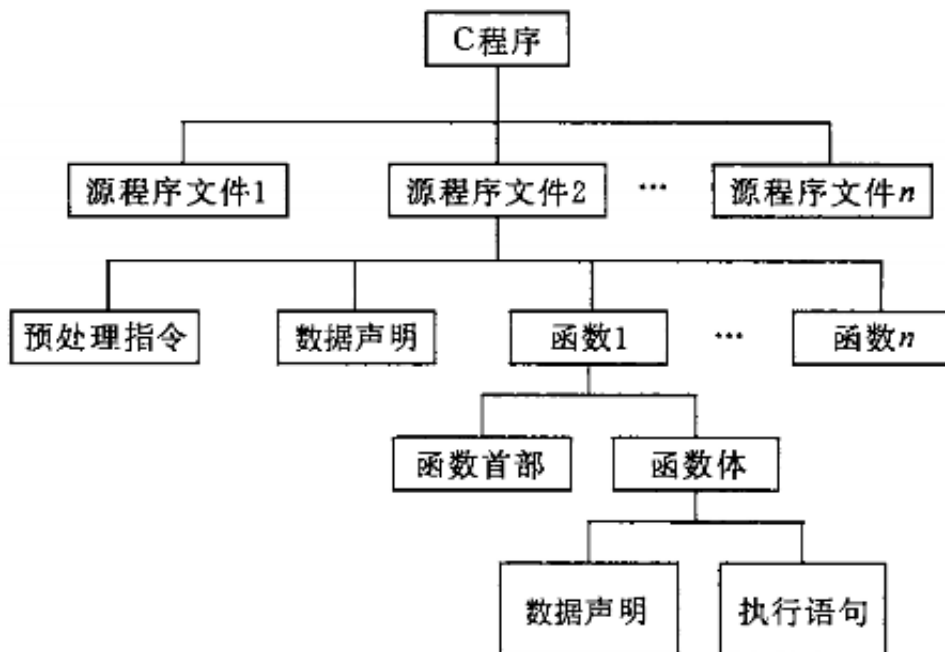 C程序
源程序文件1
源程序文件2
…
源程序文件n
预处理指令
数据声明
函数1
…
函数n
函数首部
函数体
数据声明
执行语句